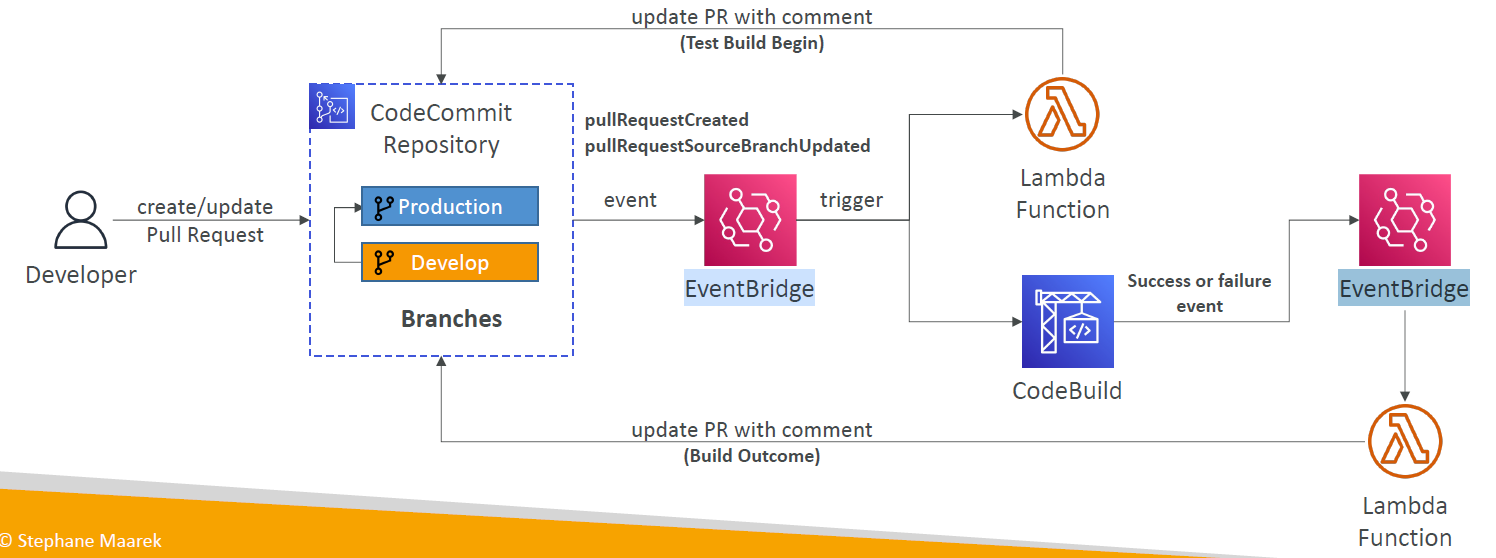 update PR with comment
(Test Build Begin)
CodeCommit
Repository
pullRequestCreated
pullRequestSourceBranchUpdated
Lambda
Function
create/update
Pull Request
Production
event
trigger
Developer
Develop
EventBridge
Success or failure
event
EventBridge
Branches
CodeBuild
update PR with comment
(Build Outcome)
Lambda
Function
© Stephane Maarek